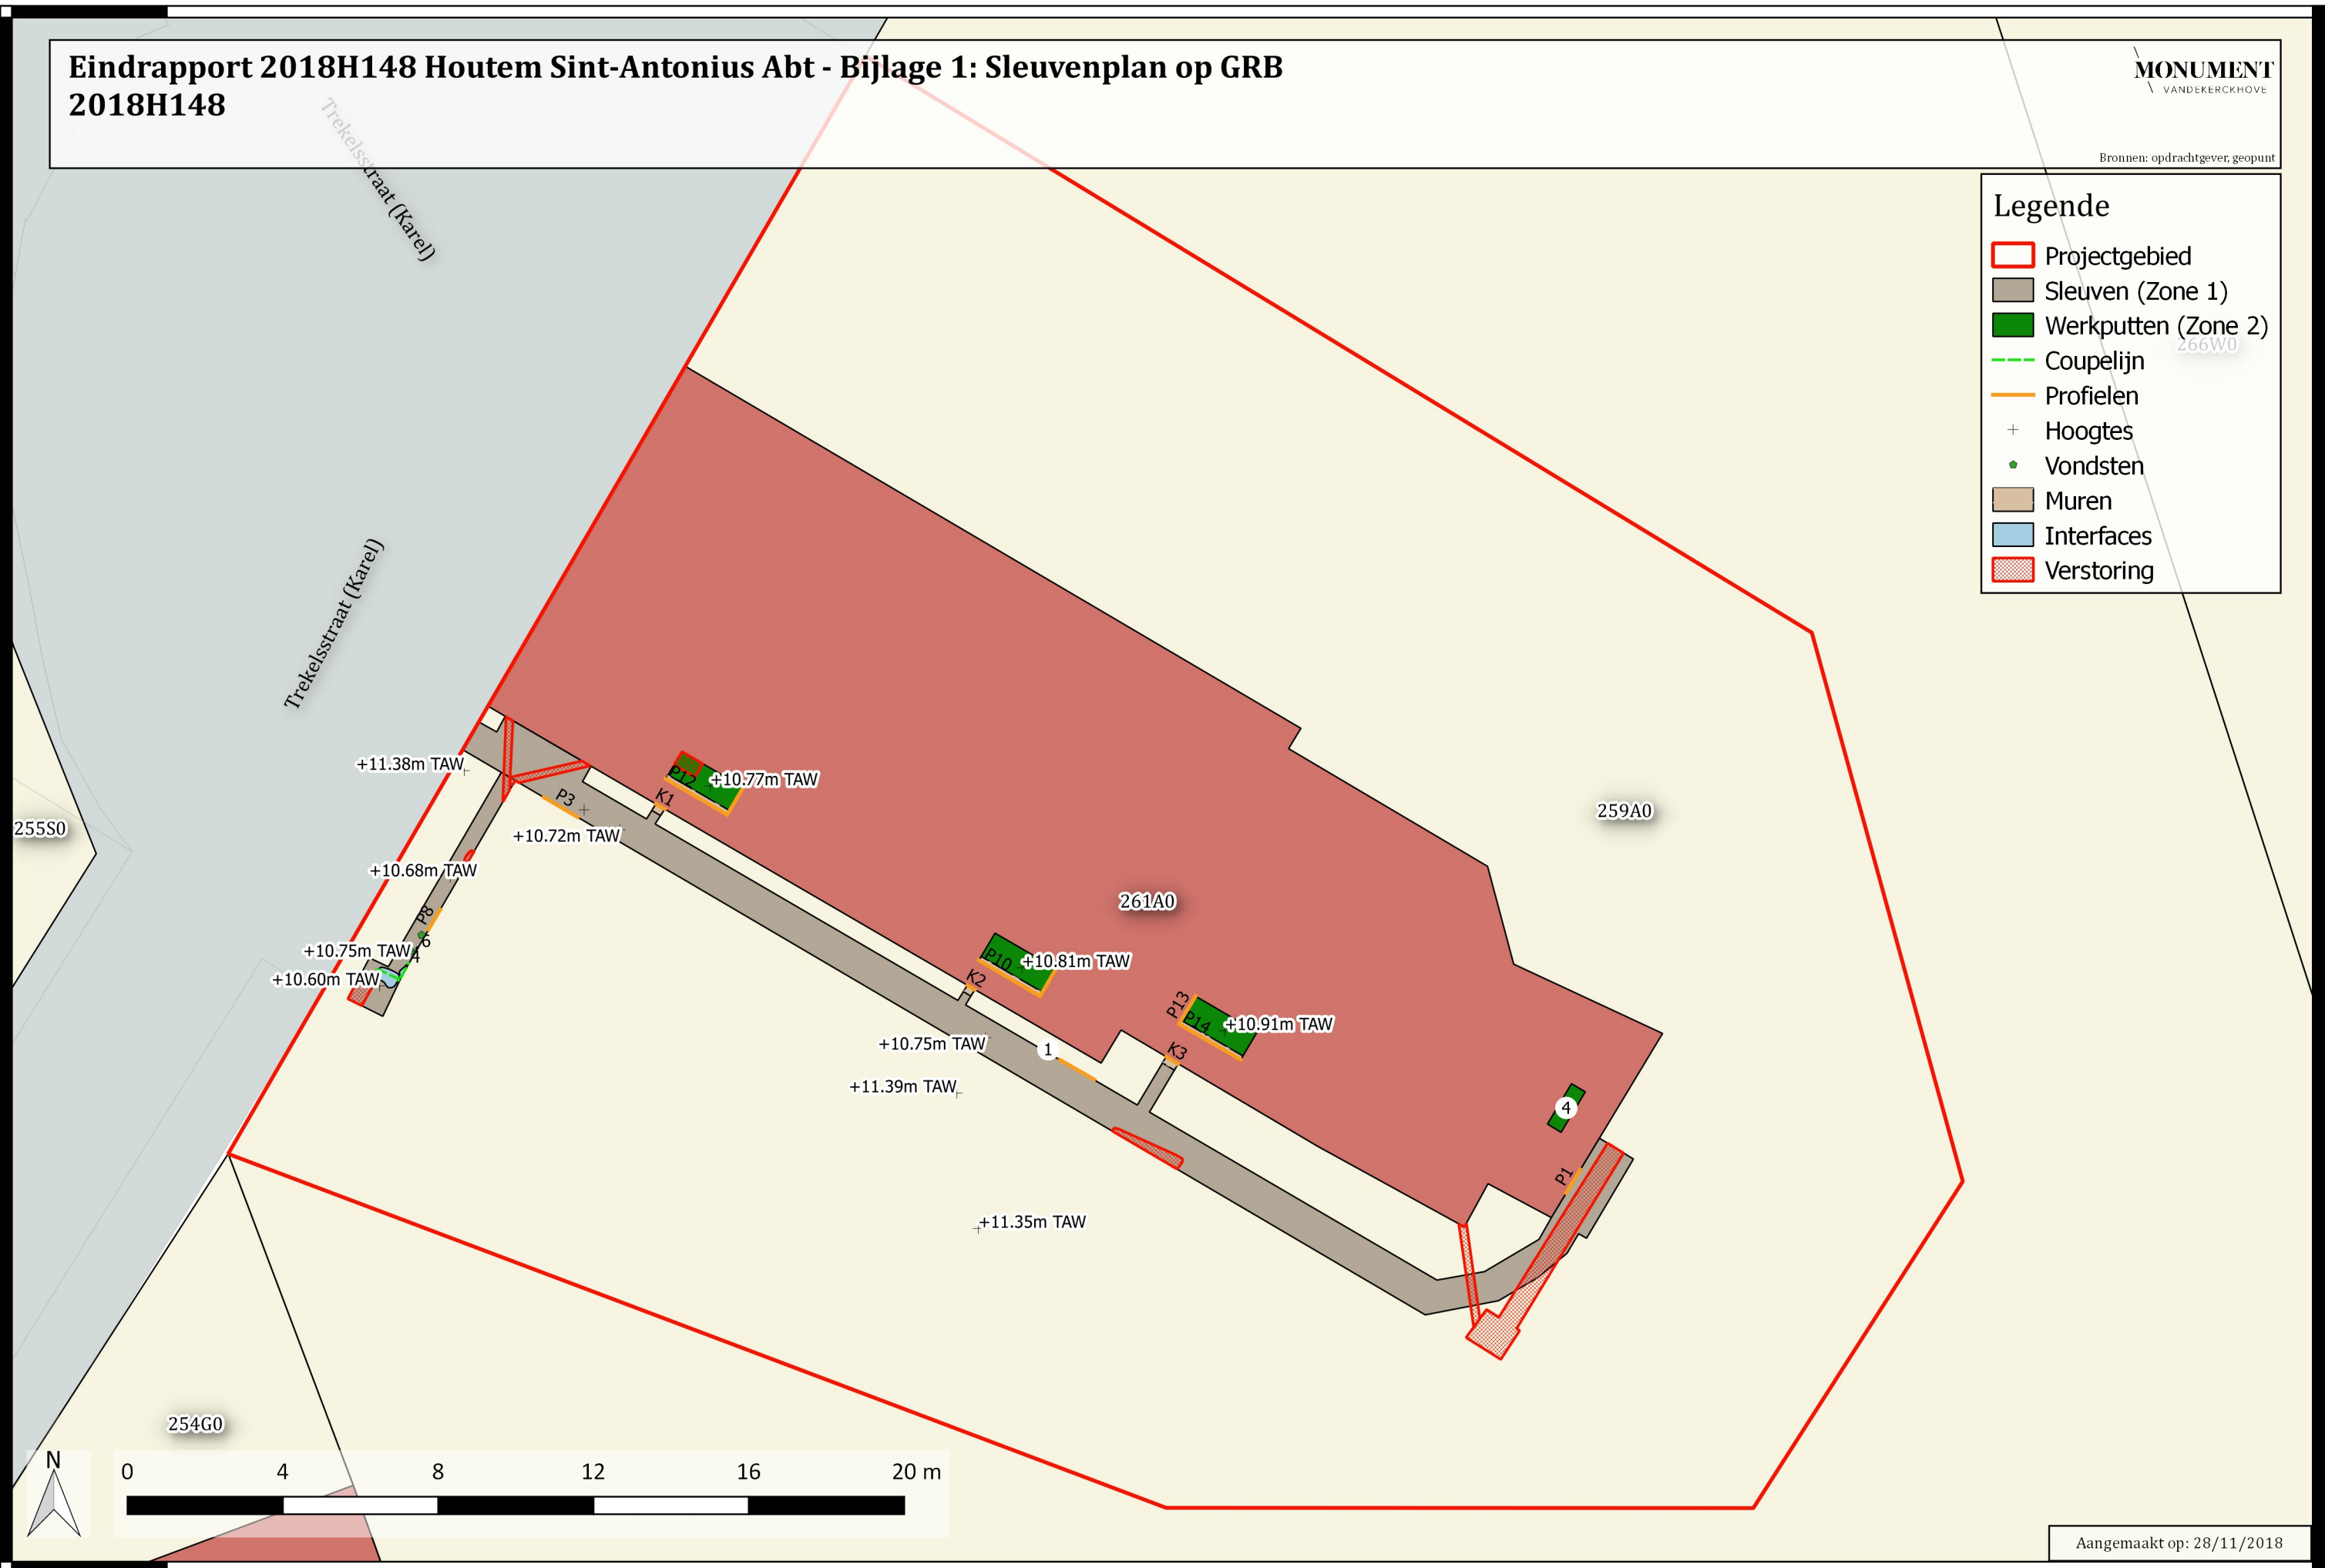 Eindrapport 2018H148 Houtem Sint-Antonius Abt - Bijlage 1: Sleuvenplan op GRB
2018H148
MONUMENT
VANDEKERCKHOVE
Bronnen: opdrachtgever, geopunt
Legende
Projectgebied
Sleuven (Zone 1)
Werkputten (Zone 2)
Coupelijn
Profielen
Hoogtes
Vondsten
Muren
Interfaces
Verstoring
266W0
Trekelsstraat (Karel)
Trekelsstraat (Karel)
+11.38m TAW
P12
+10.77m TAW
P3
K1
+10.72m TAW
255S0
259A0
+10.68m TAW
261A0
P8
6
+10.75m TAW
4
+10.60m TAW
P10
+10.81m TAW
K2
P13
P14
+10.91m TAW
+10.75m TAW
1
K3
+11.39m TAW
4
P1
+11.35m TAW
254G0
N
0 4 8 12 16 20 m
Aangemaakt op: 28/11/2018